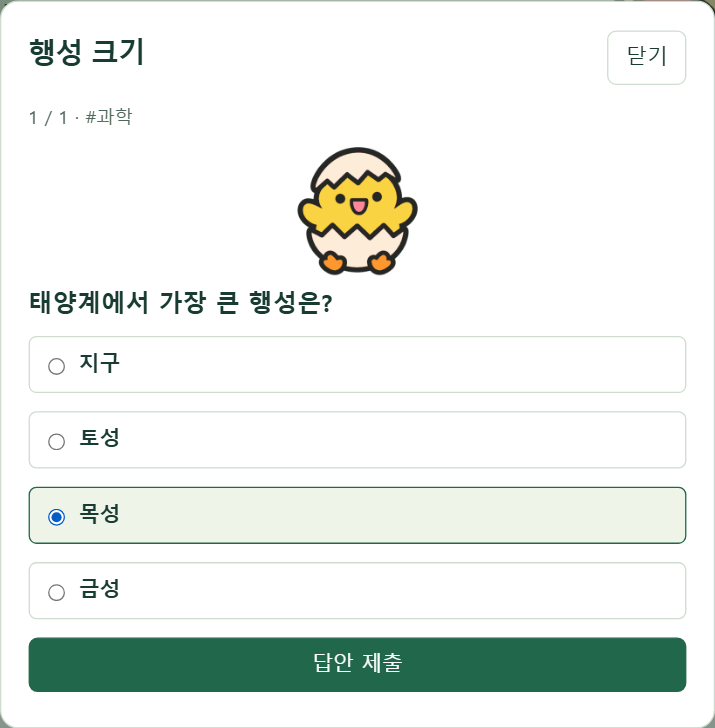 행성 크기
닫기
1 / 1 · #과학
태양계에서 가장 큰 행성은?
지구
토성
목성
금성
답안 제출